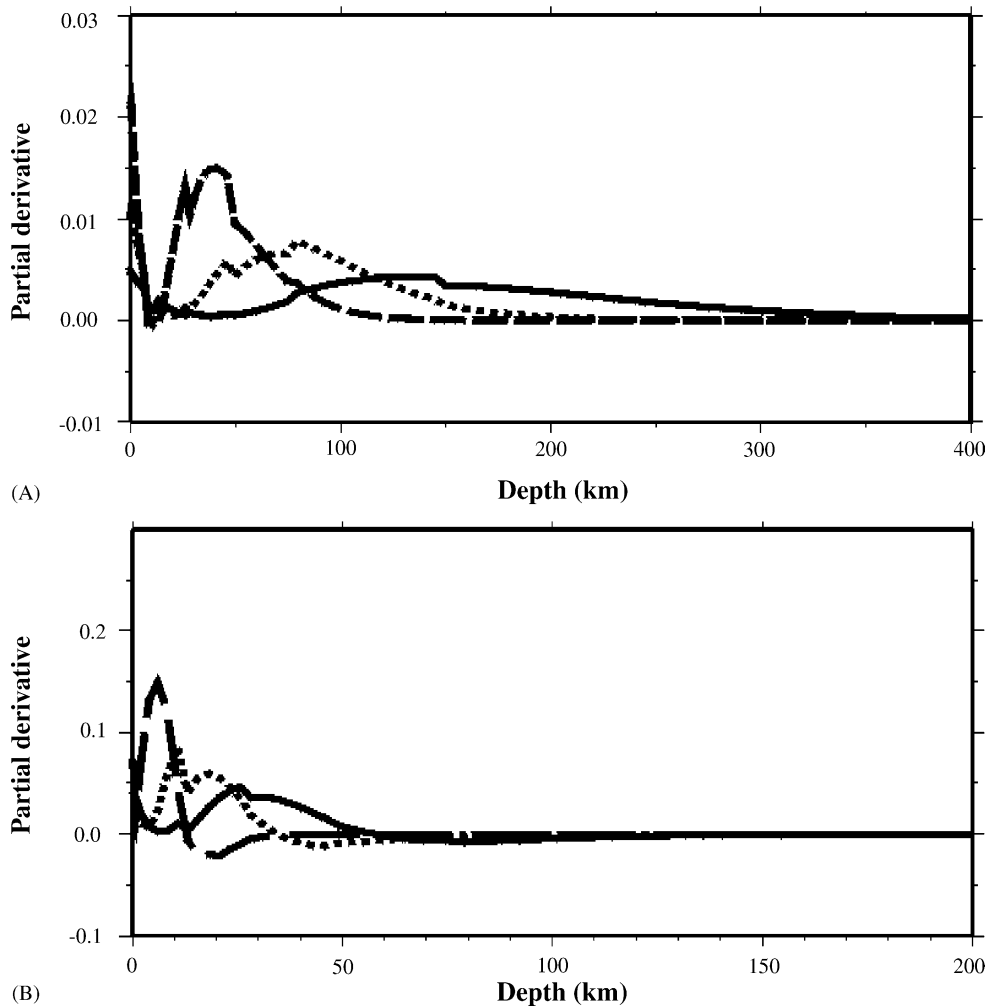 0.03
0.02
0.01
0.00
-0.01
Partial derivative
0 100 200 300 400
(A)
Depth (km)
0.2
0.1
0.0
-0.1
Partial derivative
0 50 100 150 200
(B)
Depth (km)